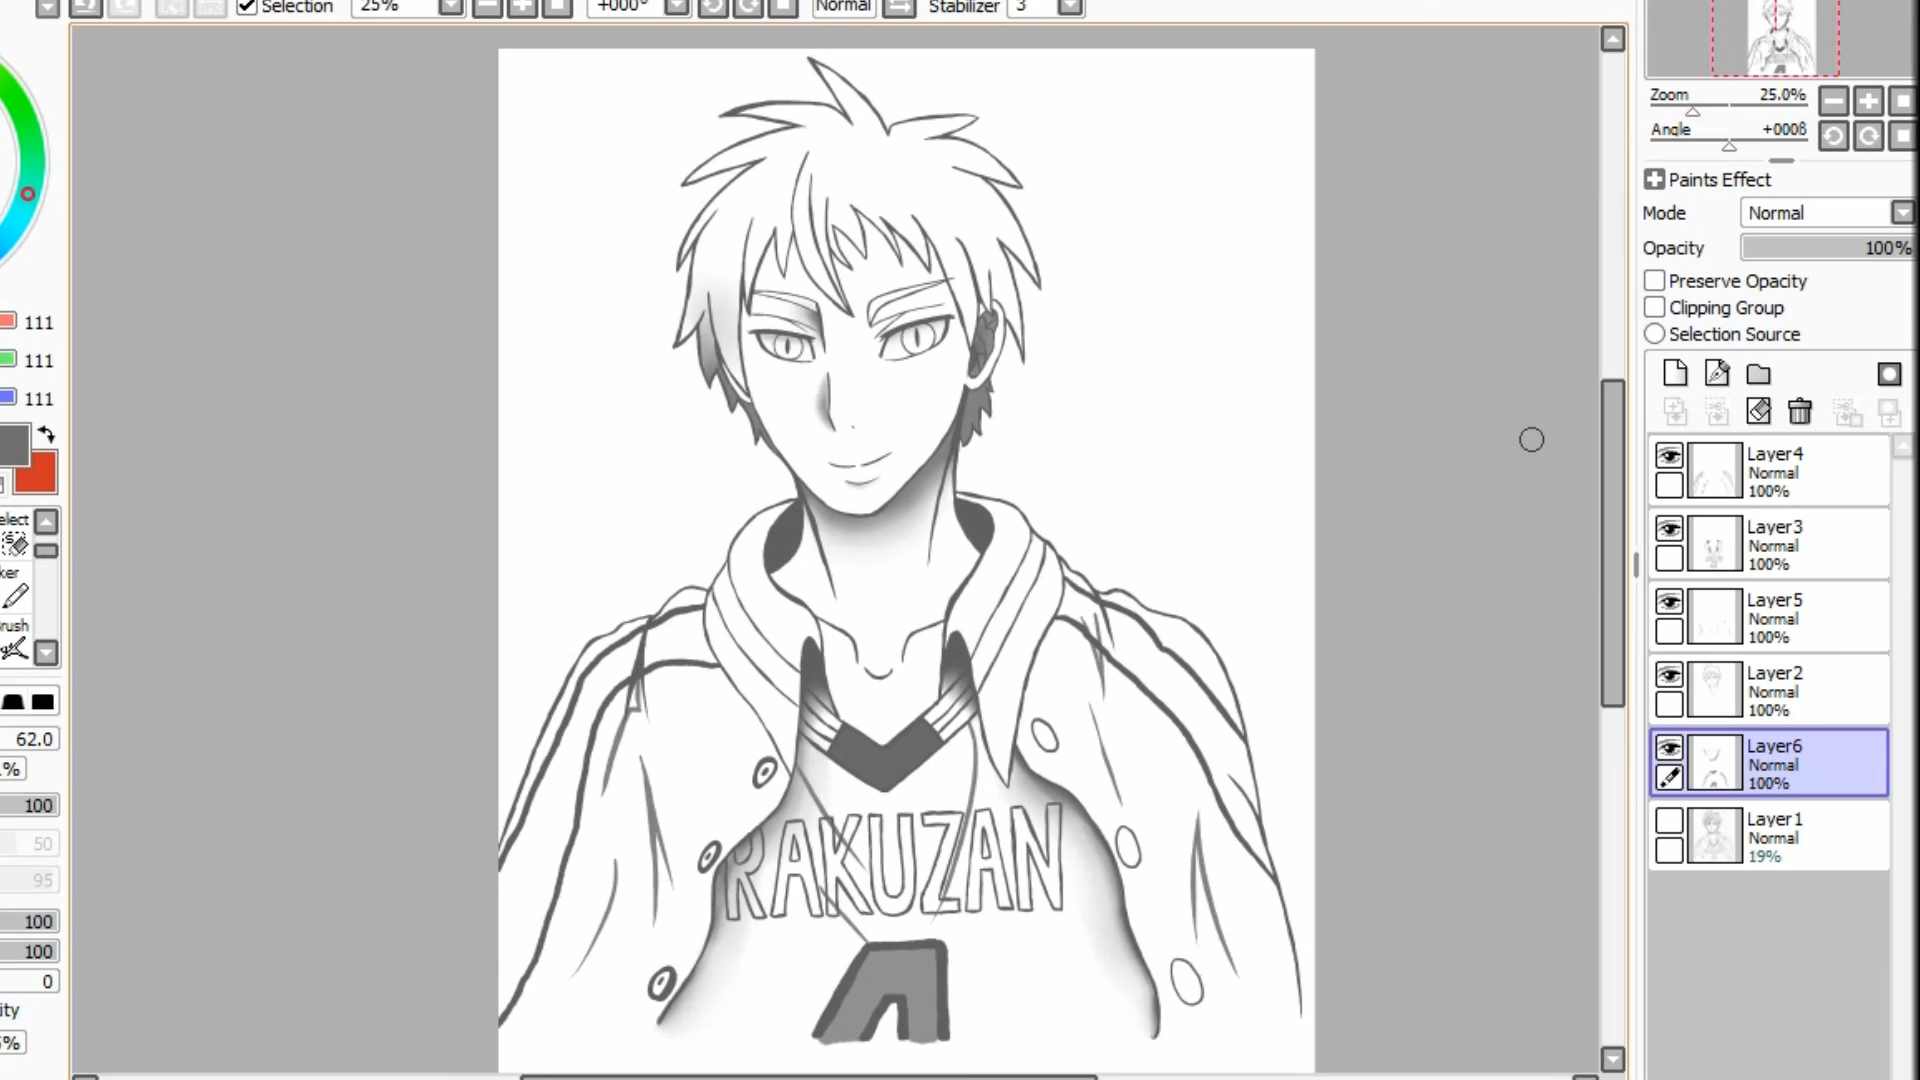 Selection 25% +000° Normal Stabilizer 3
Zoom 25.0%
Angle +000ß
Paints Effect
Mode Normal
Opacity 100%
Preserve Opacity
Clipping Group
Selection Source
Layer4
Normal
100%
Layer3
Normal
100%
Layer5
Normal
100%
Layer2
Normal
100%
Layer6
Normal
100%
Layer1
Normal
19%
111
111
111
elect
ker
rush
62.0
%
100
50
95
100
100
0
ity
%
RAKUZAN